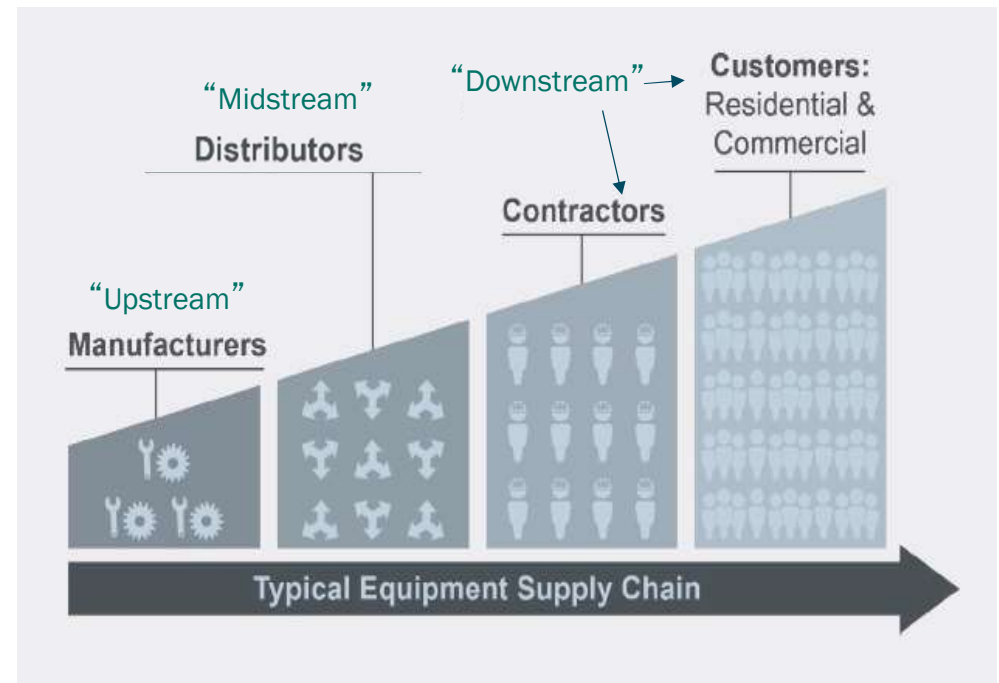 “Upstream”
Manufacturers
“Midstream”
Distributors
“Downstream”
Contractors
Customers:
Residential &
Commercial
Typical Equipment Supply Chain